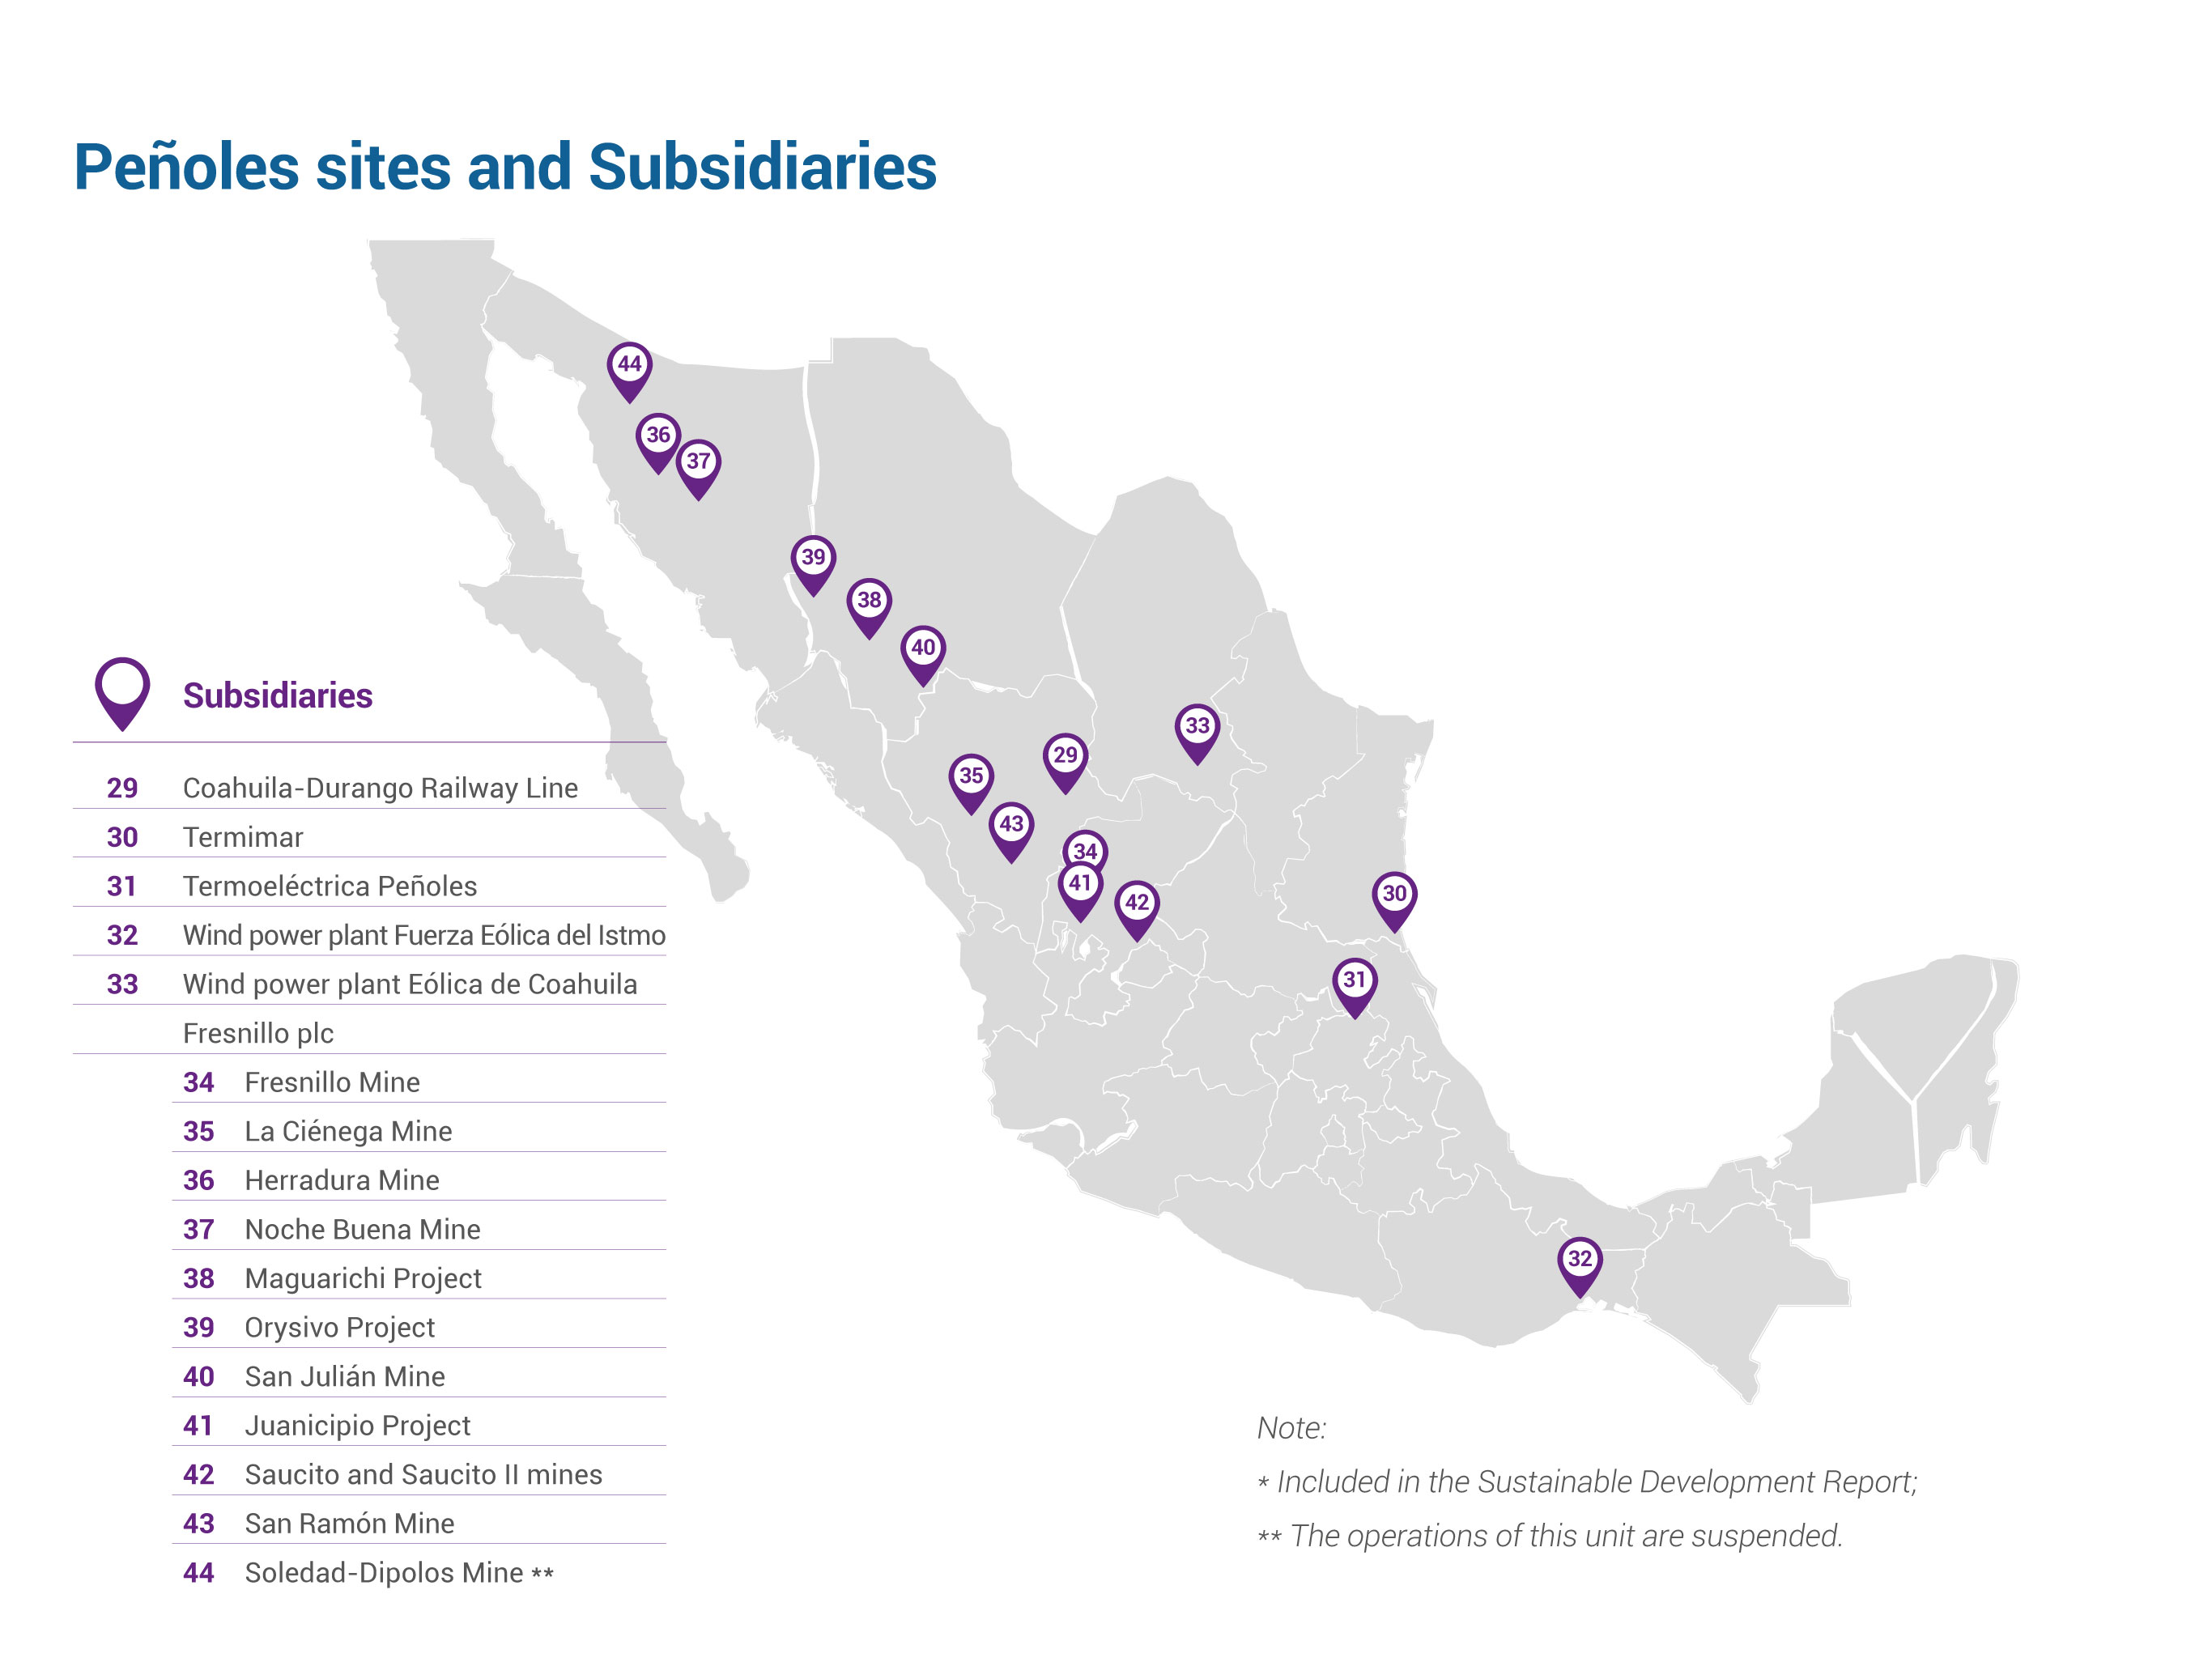 Peñoles sites and Subsidiaries
44
36
37
39
38
40
33
29
35
43
34
41
42
30
31
32
Subsidiaries
29 Coahuila-Durango Railway Line
30 Termimar
31 Termoeléctrica Peñoles
32 Wind power plant Fuerza Eólica del Istmo
33 Wind power plant Eólica de Coahuila
Fresnillo plc
34 Fresnillo Mine
35 La Ciénega Mine
36 Herradura Mine
37 Noche Buena Mine
38 Maguarichi Project
39 Orysivo Project
40 San Julián Mine
41 Juanicipio Project
42 Saucito and Saucito II mines
43 San Ramón Mine
44 Soledad-Dipolos Mine **
Note:
* Included in the Sustainable Development Report;
** The operations of this unit are suspended.